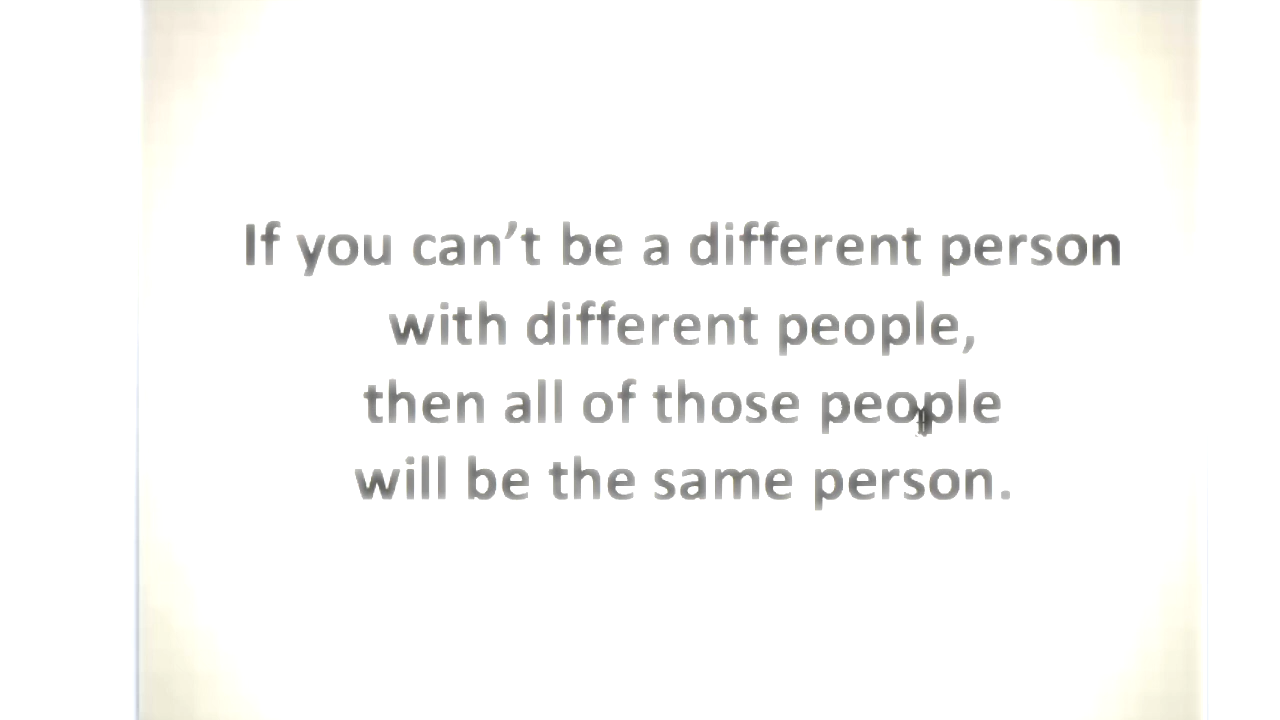 If you can’t be a different person
with different people,
then all of those people
will be the same person.